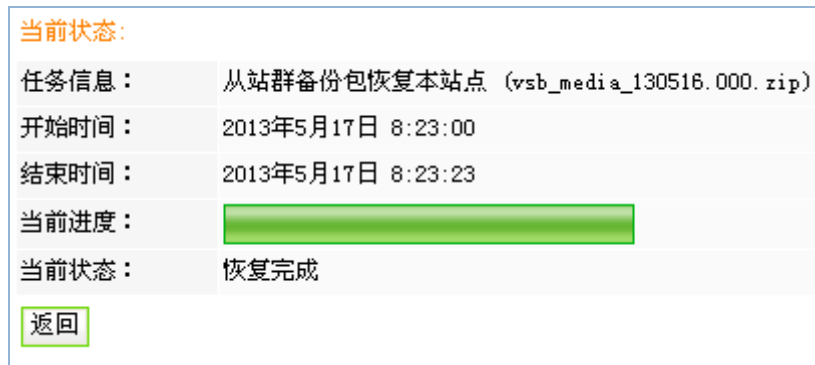 当前状态:
任务信息： 从站群备份包恢复本站点 (vsb_media_130516.000.zip)
开始时间： 2013年5月17日 8:23:00
结束时间： 2013年5月17日 8:23:23
当前进度：
当前状态： 恢复完成
返回